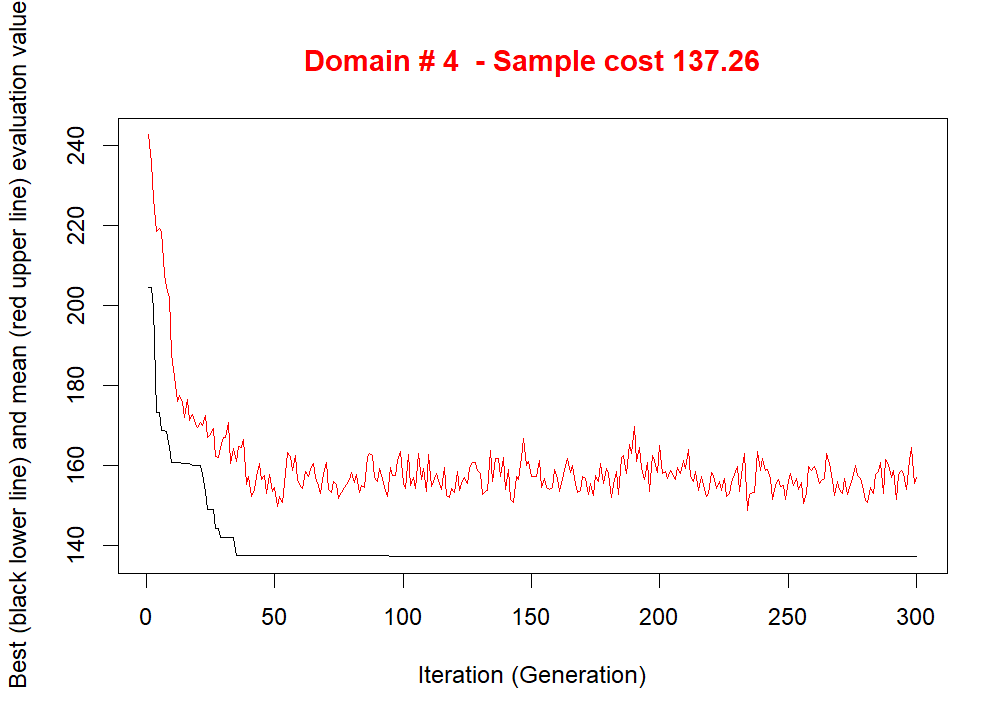 Domain # 4  - Sample cost 137.26
Best (black lower line) and mean (red upper line) evaluation value
240
220
200
180
160
140
0 50 100 150 200 250 300
Iteration (Generation)